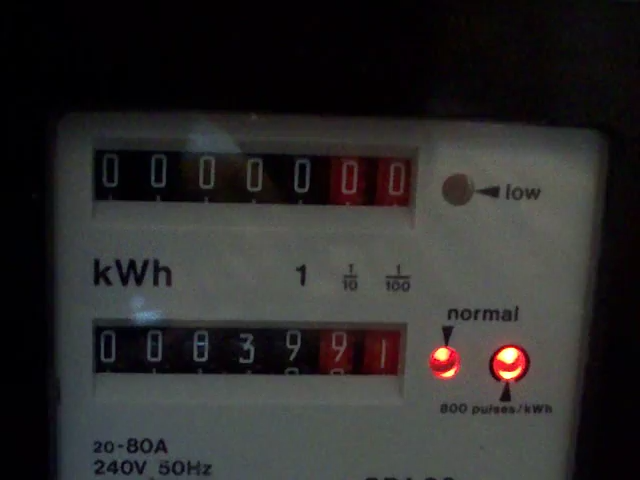 0000000
low
kWh 1 1/10 1/100
normal
0083991
800 pulses/kWh
20-80A
240V 50Hz